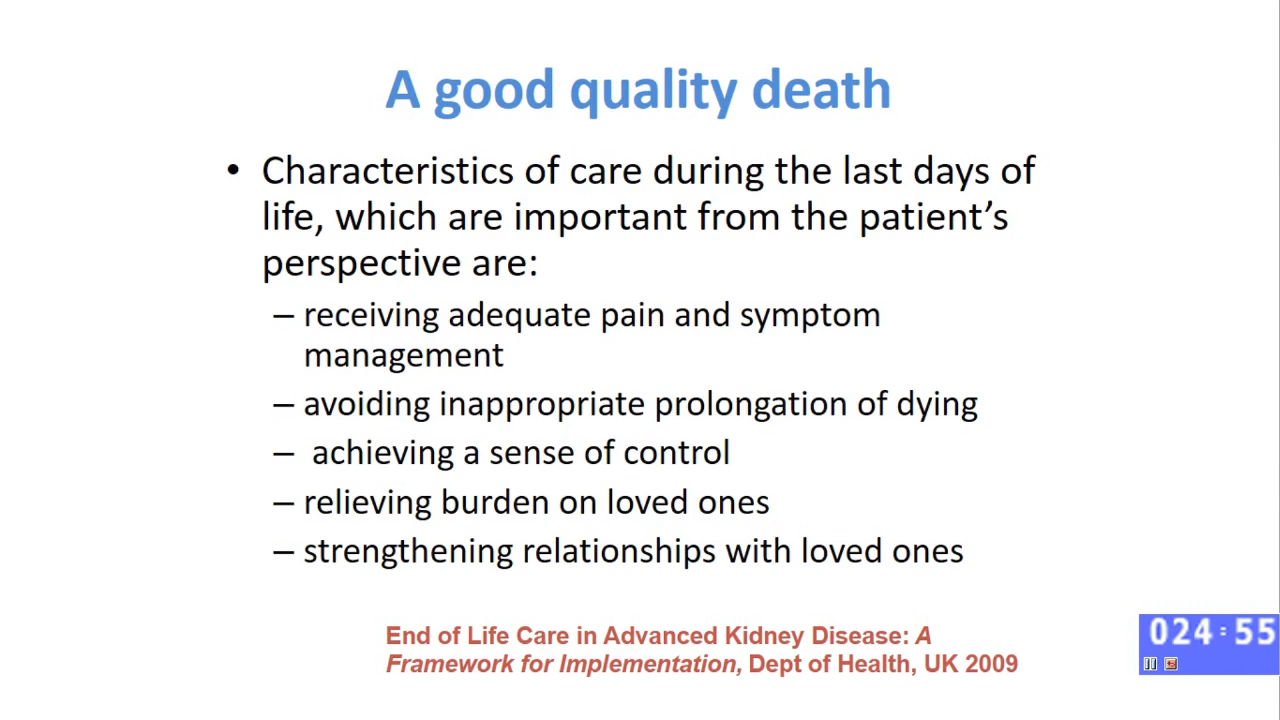 A good quality death
• Characteristics of care during the last days of
life, which are important from the patient’s
perspective are:
– receiving adequate pain and symptom
management
– avoiding inappropriate prolongation of dying
– achieving a sense of control
– relieving burden on loved ones
– strengthening relationships with loved ones
End of Life Care in Advanced Kidney Disease: A
Framework for Implementation, Dept of Health, UK 2009
024:55